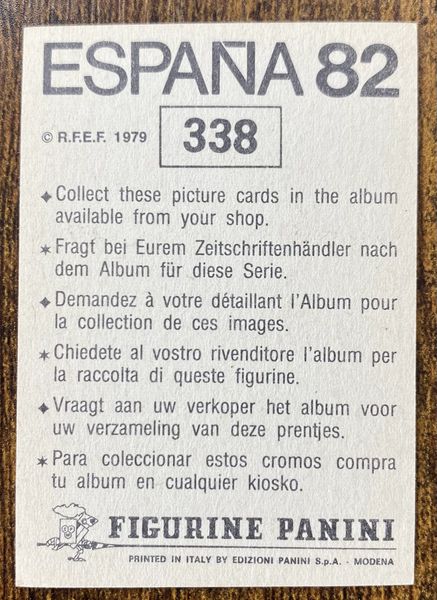 ESPAÑA 82
© R.F.E.F. 1979 338
✦ Collect these picture cards in the album
available from your shop.
✶ Fragt bei Eurem Zeitschriftenhändler nach
dem Album für diese Serie.
✦ Demandez à votre détaillant l'Album pour
la collection de ces images.
✶ Chiedete al vostro rivenditore l'album per
la raccolta di queste figurine.
✦ Vraagt aan uw verkoper het album voor
uw verzameling van deze prentjes.
✶ Para coleccionar estos cromos compra
tu album en cualquier kiosko.
FIGURINE PANINI
PRINTED IN ITALY BY EDIZIONI PANINI S.p.A. - MODENA